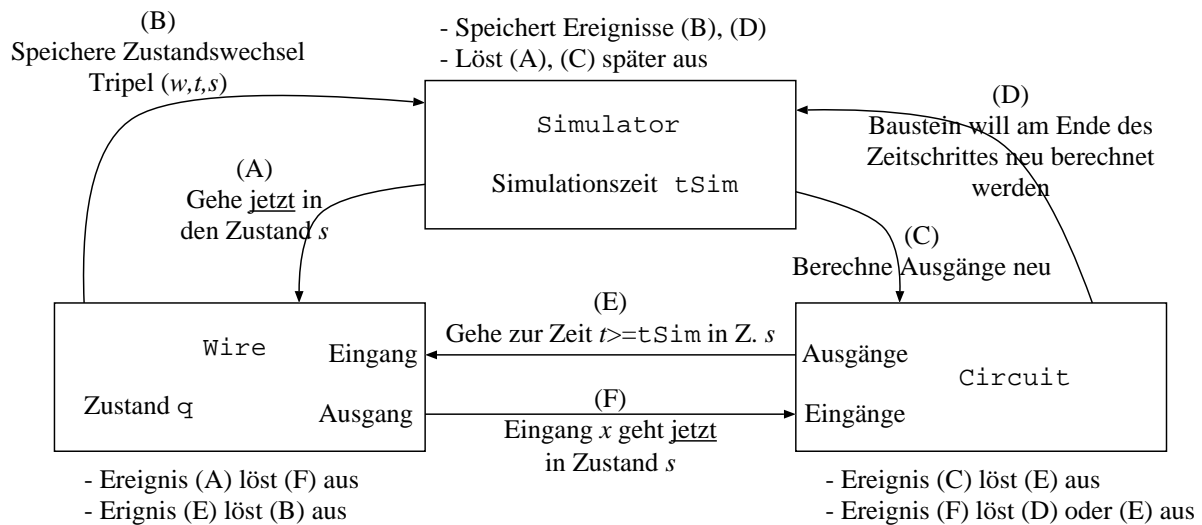 (B)
Speichere Zustandswechsel
Tripel (w,t,s)
- Speichert Ereignisse (B), (D)
- Löst (A), (C) später aus
Simulator
Simulationszeit tSim
(A)
Gehe jetzt in
den Zustand s
(D)
Baustein will am Ende des
Zeitschrittes neu berechnet
werden
(C)
Berechne Ausgänge neu
(E)
Gehe zur Zeit t>=tSim in Z. s
Wire
Eingang
Zustand q
Ausgang
(F)
Eingang x geht jetzt
in Zustand s
Ausgänge
Circuit
Eingänge
- Ereignis (A) löst (F) aus
- Erignis (E) löst (B) aus
- Ereignis (C) löst (E) aus
- Ereignis (F) löst (D) oder (E) aus